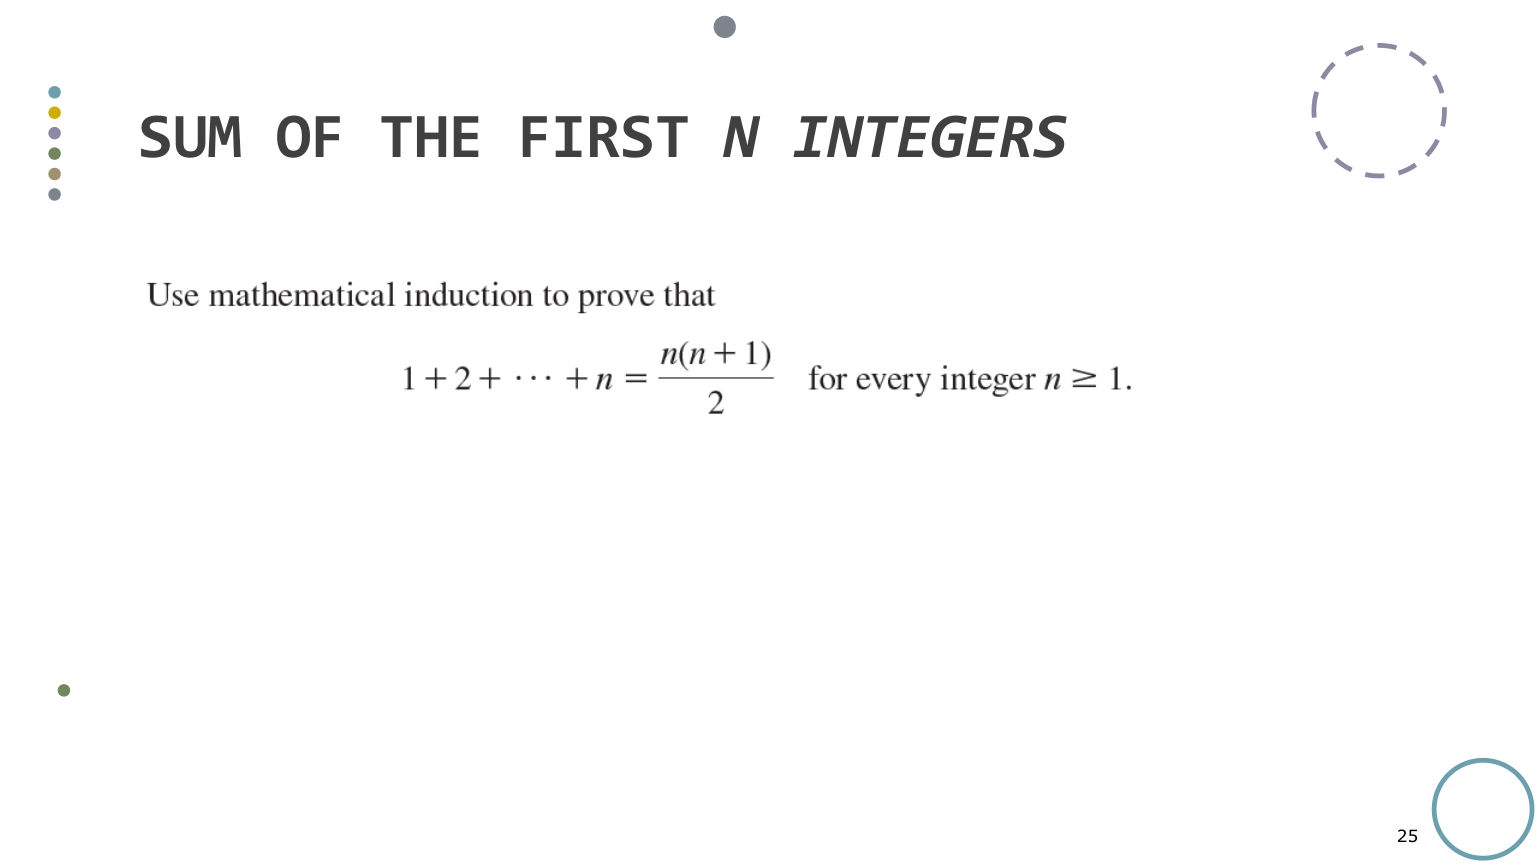 SUM OF THE FIRST N INTEGERS
Use mathematical induction to prove that
1 + 2 + ··· + n = n(n + 1) / 2 for every integer n ≥ 1.
25